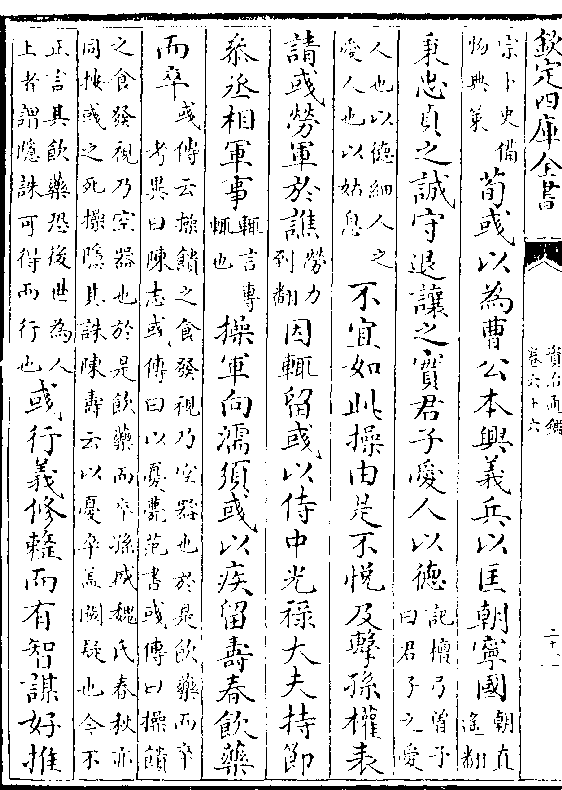 欽定四庫全書
資治通鑑
卷六十六
宗卜史備物典策荀彧以為曹公本興義兵以匡朝寧國朝直遥翻
秉忠貞之誠守退讓之實君子愛人以德記檀弓曾子曰君子之愛
人也以德細人之愛人也以姑息不宜如此操由是不悦及擊孫權表
請彧勞軍於譙勞力到翻因輒留彧以侍中光禄大夫持節
叅丞相軍事輒言專輒也操軍向濡須彧以疾留壽春飲藥
而卒彧傳云操饋之食發視乃空器也於是飲藥而卒考異曰陳志彧傳曰以憂薨范書彧傳曰操饋
之食發視乃空器也於是飲藥而卒孫盛魏氏春秋亦同按彧之死操隱其誅陳壽云以憂卒葢闕疑也今不
正言其飲藥恐後世為人上者謂隱誅可得而行也彧行義修整而有智謀好推